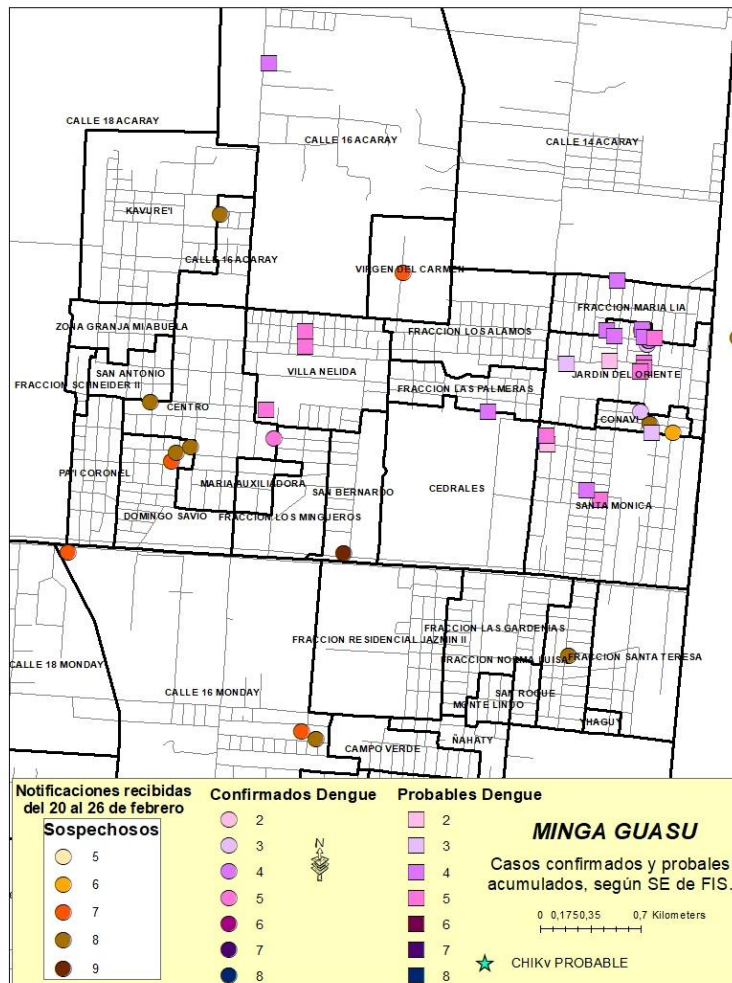 CALLE 18 ACARAY
CALLE 16 ACARAY
CALLE 14 ACARAY
KAVURE'I
CALLE 16 ACARAY
VIRGEN DEL CARMEN
FRACCION MARIA LIA
ZONA GRANJA MI ABUELA
FRACCION LOS ALAMOS
SAN ANTONIO
VILLA NELIDA
JARDIN DEL ORIENTE
FRACCION SCHNEIDER II
FRACCION LAS PALMERAS
CENTRO
CONAVI
PA'I CORONEL
MARIA AUXILIADORA
SAN BERNARDO
CEDRALES
SANTA MONICA
DOMINGO SAVIO
FRACCION LOS MINGUEROS
FRACCION RESIDENCIAL JAZMIN II
FRACCION LAS GARDENIAS
FRACCION NORMA LUISA
FRACCION SANTA TERESA
CALLE 18 MONDAY
CALLE 16 MONDAY
SAN ROQUE
MONTE LINDO
YHAGUY
ÑAHATY
CAMPO VERDE
Notificaciones recibidas
del 20 al 26 de febrero
Sospechosos
5
6
7
8
9
Confirmados Dengue
2
3
4
5
6
7
8
N
Probables Dengue
2
3
4
5
6
7
8
MINGA GUASU
Casos confirmados y probales
acumulados, según SE de FIS.
0 0,1750,35 0,7 Kilometers
CHIKv PROBABLE